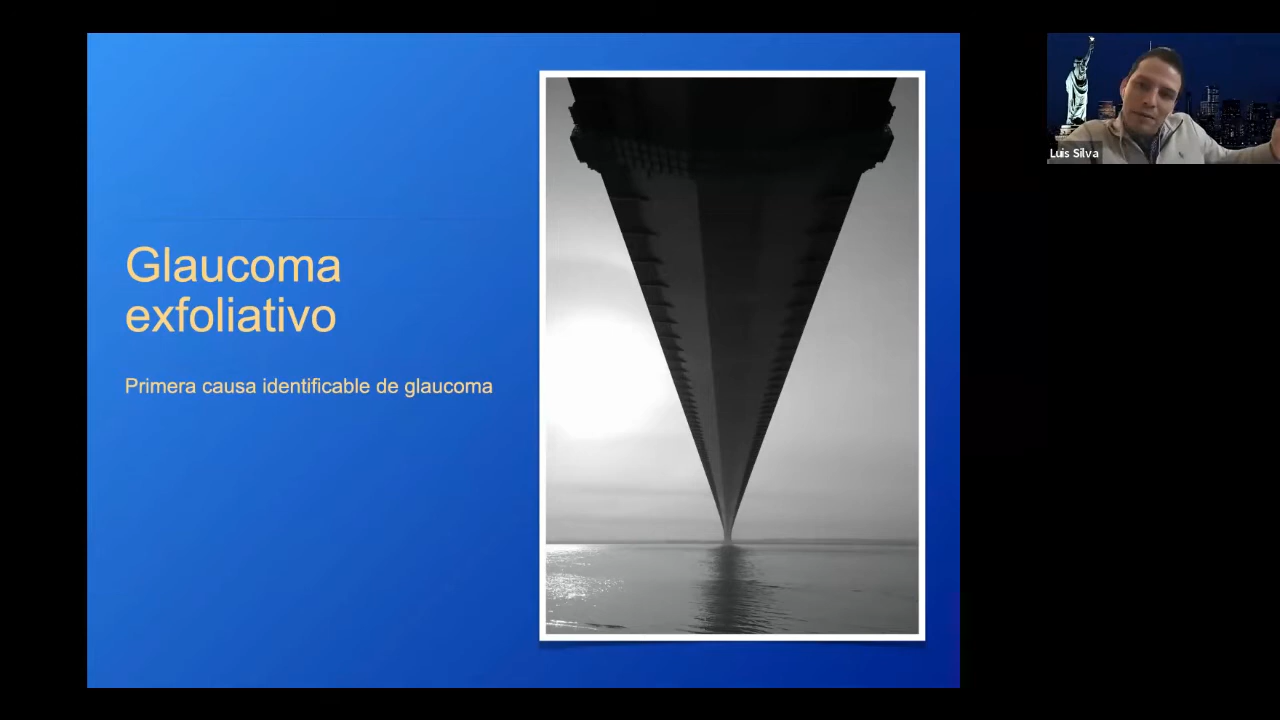 Glaucoma
exfoliativo
Primera causa identificable de glaucoma
Luis Silva